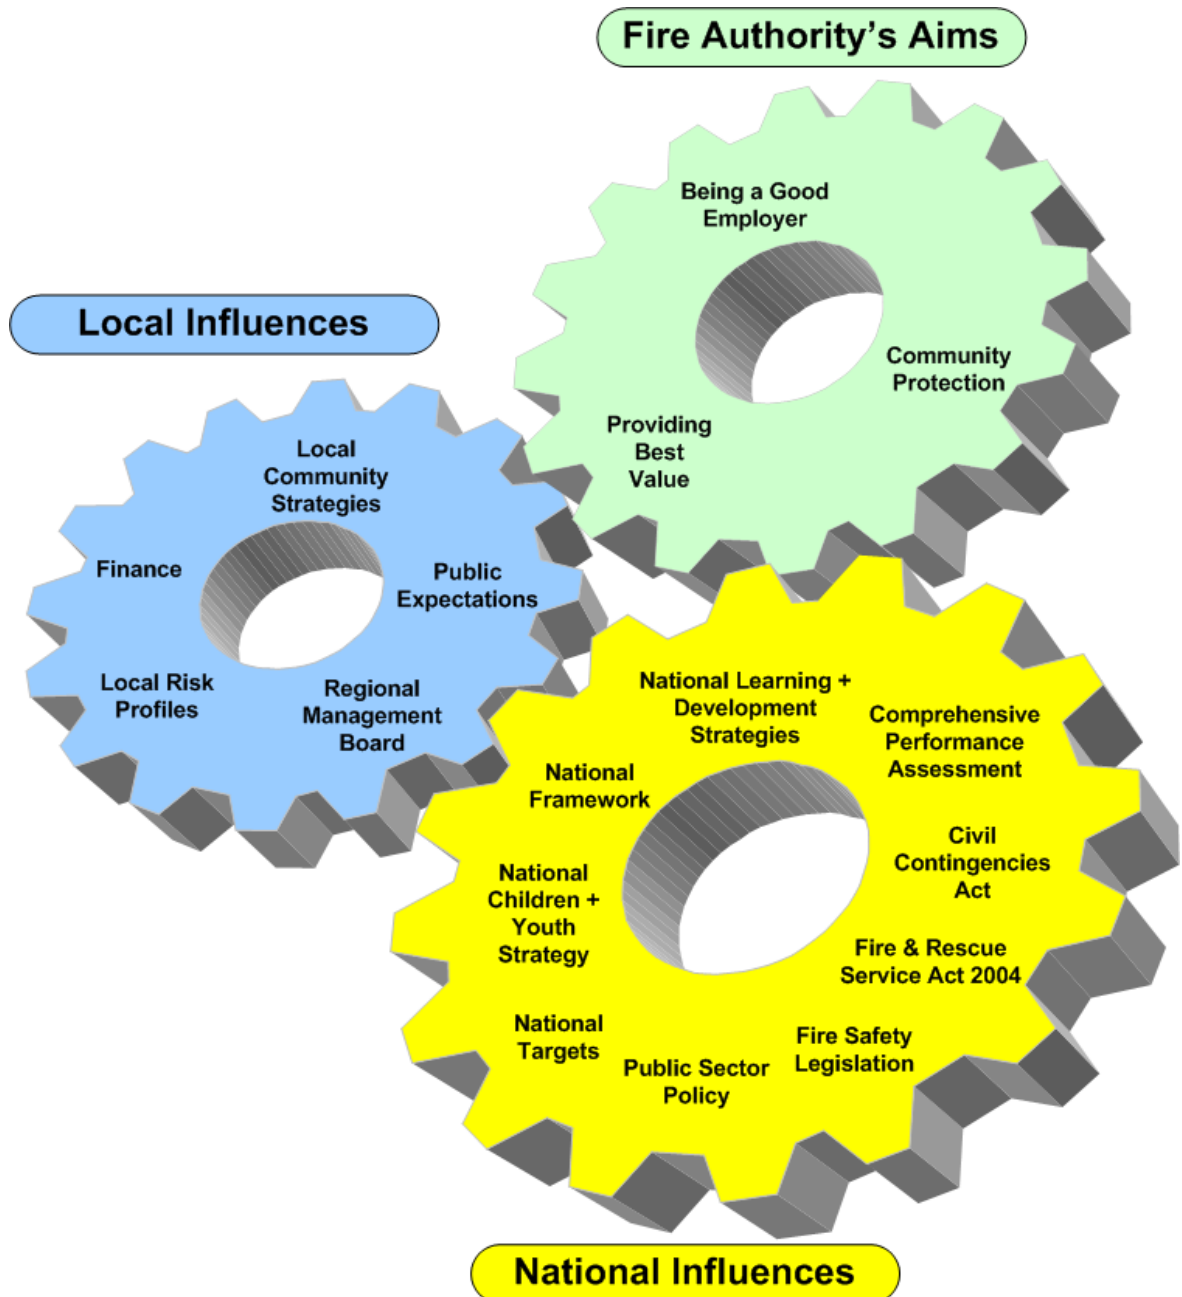 Fire Authority's Aims
Being a Good
Employer
Community
Protection
Providing
Best
Value
Local Influences
Local
Community
Strategies
Finance
Public
Expectations
Local Risk
Profiles
Regional
Management
Board
National Learning +
Development
Strategies
Comprehensive
Performance
Assessment
National
Framework
Civil
Contingencies
Act
National
Children +
Youth
Strategy
Fire & Rescue
Service Act 2004
National
Targets
Fire Safety
Legislation
Public Sector
Policy
National Influences